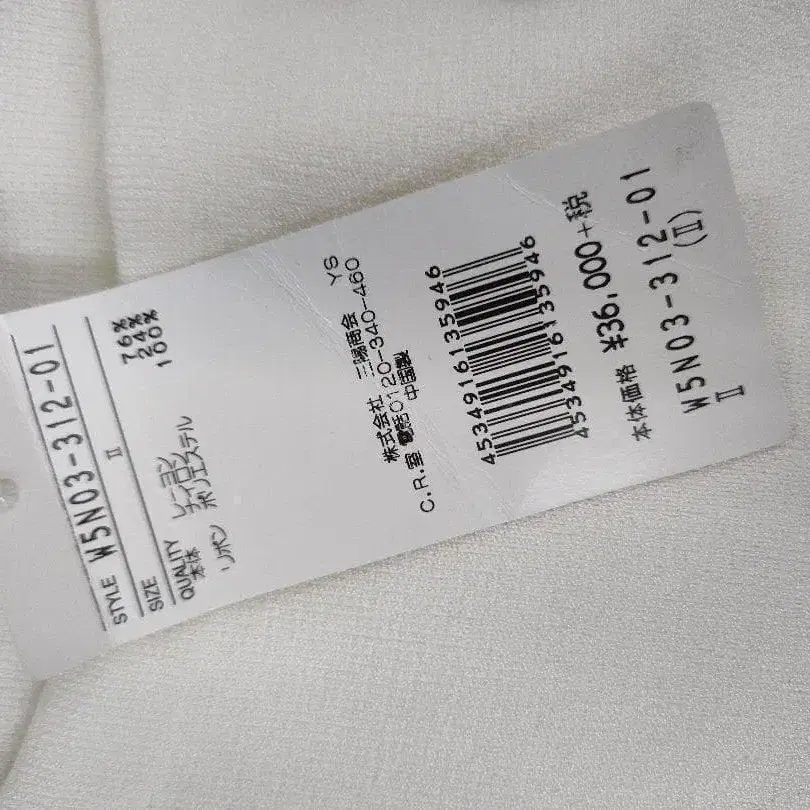 STYLE W5N03-312-01
SIZE Ⅱ
QUALITY
本体 レーヨン 76%
ナイロン 24%
リボン ポリエステル 100%
株式会社 三陽商会 YS
C.R.室 電話0120-340-460
中国製
4534916135946
4534916135946
本体価格 ¥36,000+税
W5N03-312-01
Ⅱ (Ⅱ)